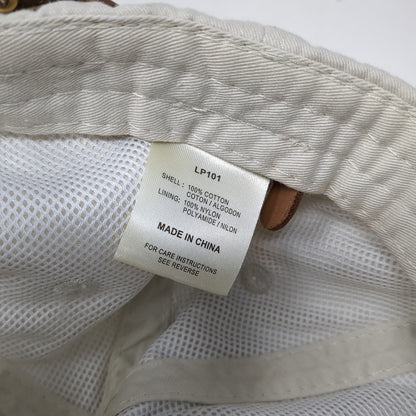 LP101
SHELL: 100% COTTON
COTON / ALGODON
LINING: 100% NYLON
POLYAMIDE / NILON
MADE IN CHINA
FOR CARE INSTRUCTIONS
SEE REVERSE